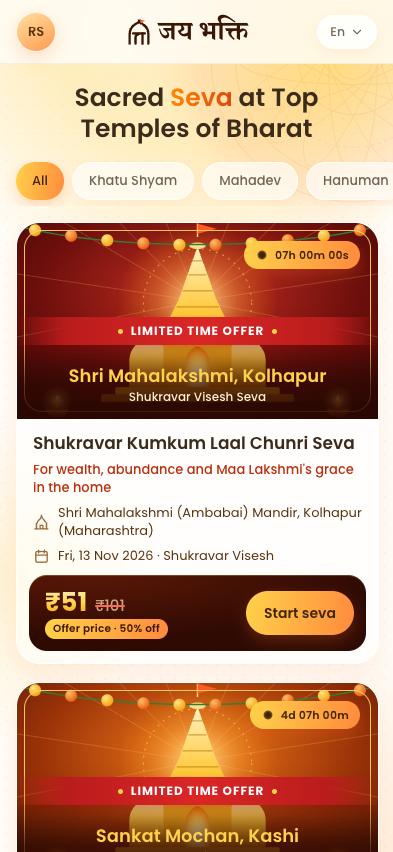 RS
जय भक्ति
En
Sacred Seva at Top
Temples of Bharat
All
Khatu Shyam
Mahadev
Hanuman
07h 00m 00s
LIMITED TIME OFFER
Shri Mahalakshmi, Kolhapur
Shukravar Visesh Seva
Shukravar Kumkum Laal Chunri Seva
For wealth, abundance and Maa Lakshmi's grace
in the home
Shri Mahalakshmi (Ambabai) Mandir, Kolhapur
(Maharashtra)
Fri, 13 Nov 2026 · Shukravar Visesh
₹51 ₹101
Offer price · 50% off
Start seva
4d 07h 00m
LIMITED TIME OFFER
Sankat Mochan, Kashi